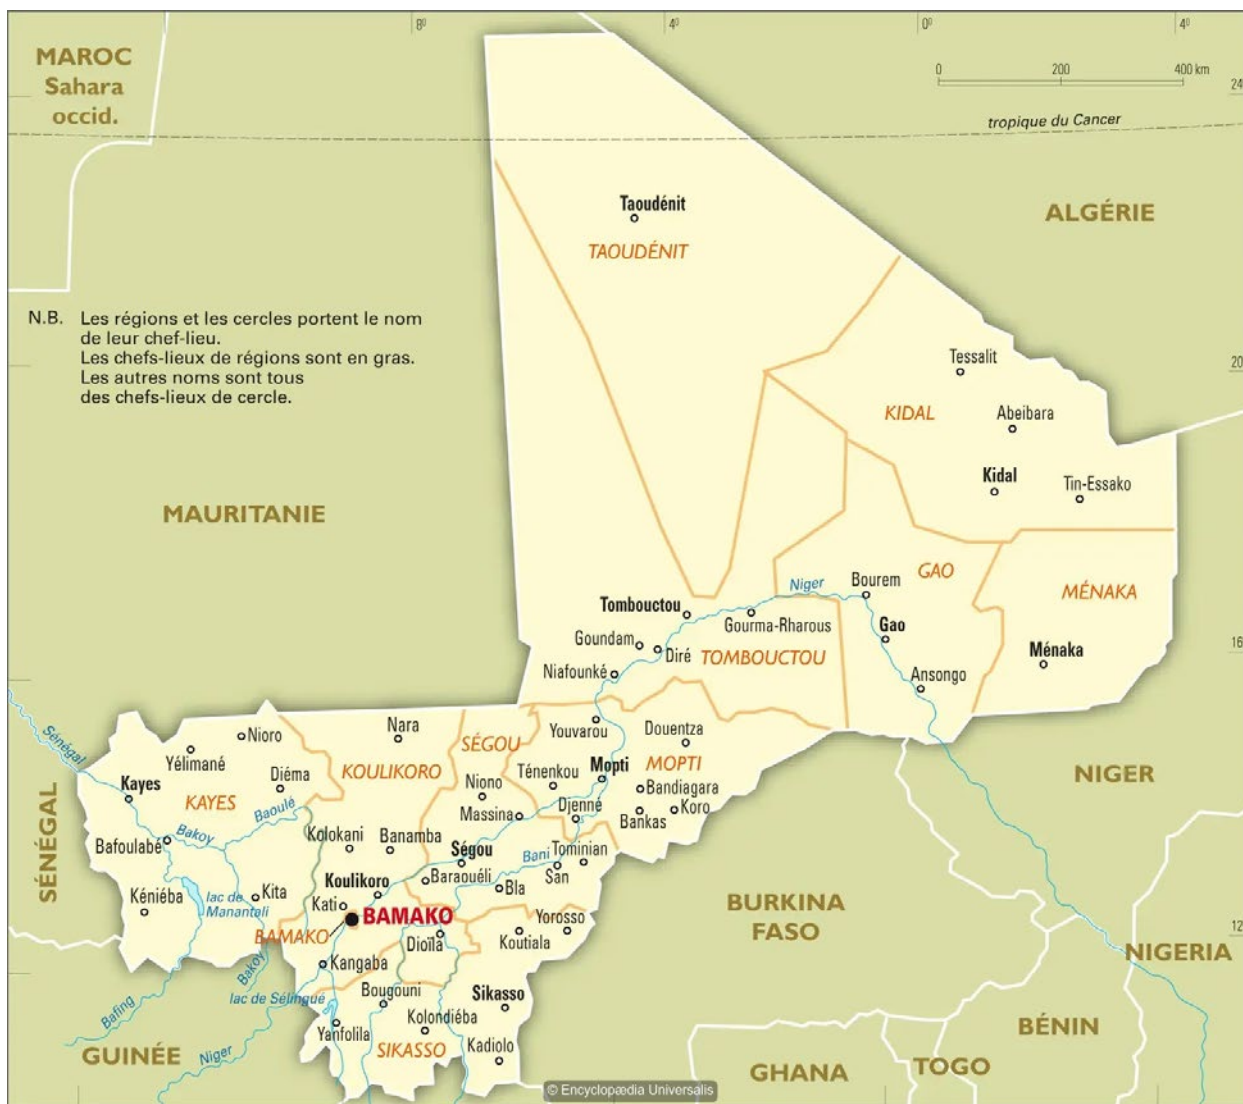 8⁰
4⁰
0⁰
4⁰
MAROC
Sahara
occid.
0
200
400 km
24
tropique du Cancer
Taoudénit
TAOUDÉNIT
ALGÉRIE
N.B. Les régions et les cercles portent le nom
de leur chef-lieu.
Les chefs-lieux de régions sont en gras.
Les autres noms sont tous
des chefs-lieux de cercle.
Tessalit
20
KIDAL
Abeibara
Kidal
Tin-Essako
MAURITANIE
GAO
Niger
Bourem
MÉNAKA
Tombouctou
Gourma-Rharous
Gao
Goundam
Diré
TOMBOUCTOU
Ménaka
16
Niafounké
Ansongo
Sénégal
Nioro
Nara
SÉGOU
Youvarou
Douentza
Yélimané
Diéma
KOULIKORO
Ténenkou
Mopti
MOPTI
NIGER
Kayes
KAYES
Niono
Bandiagara
Baoulé
Massina
Djenné
Bankas
Koro
Bakoy
Kolokani
Banamba
Bafoulabé
Ségou
Bani
Tominian
SÉNÉGAL
San
Koulikoro
Baraouéli
Bla
Kéniéba
lac de
Manantali
Kita
Kati
BAMAKO
BAMAKO
Yorosso
BURKINA
FASO
12
Dioïla
Koutiala
NIGERIA
Kangaba
Bakoy
Bafing
lac de Sélingué
Bougouni
Sikasso
Yanfolila
Kolondiéba
BÉNIN
GUINÉE
Niger
SIKASSO
Kadiolo
GHANA
TOGO
© Encyclopædia Universalis